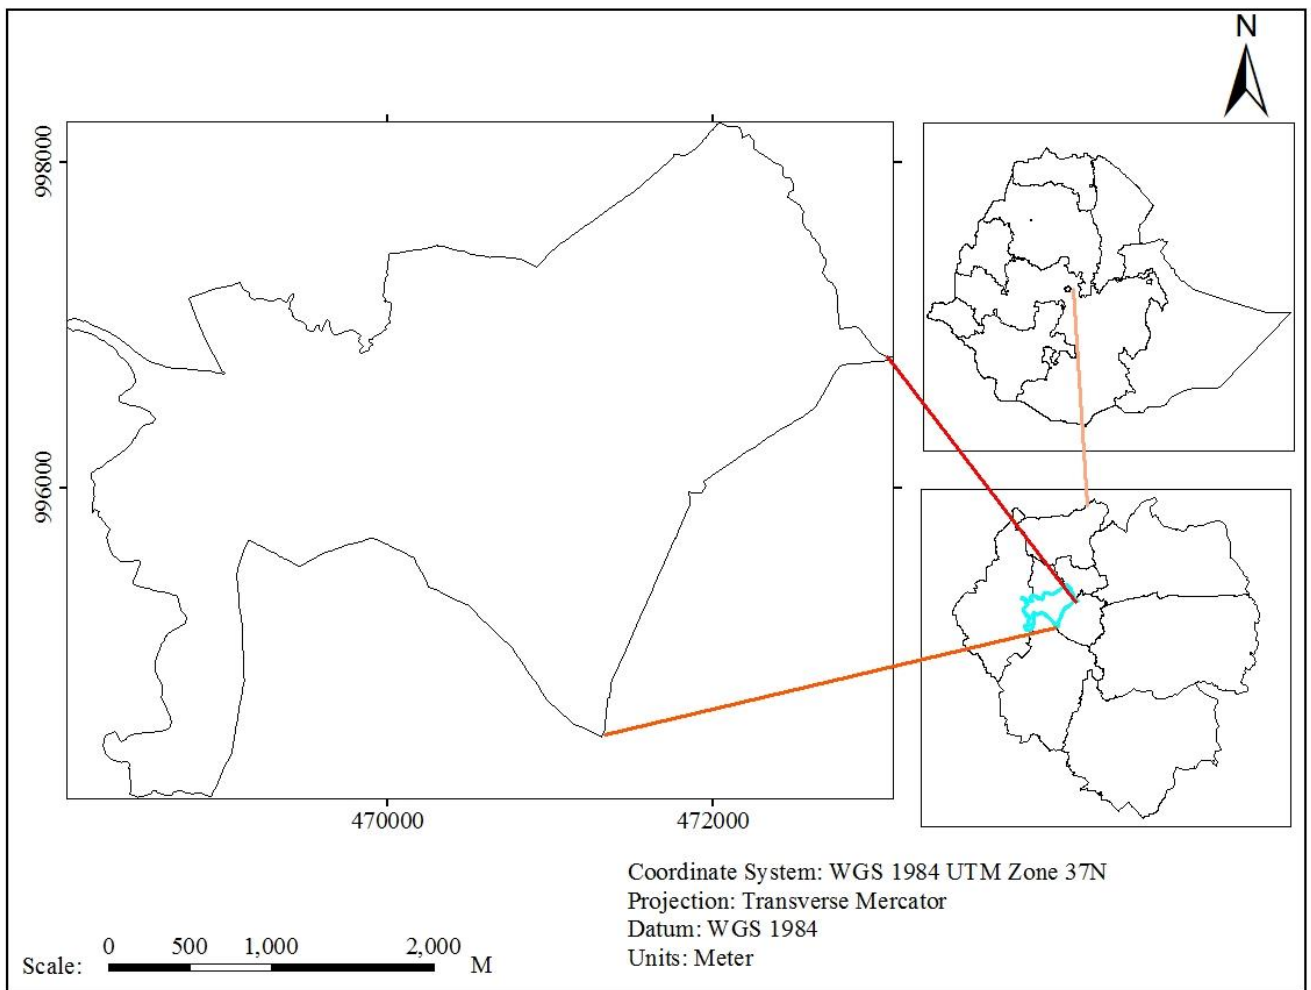 N
998000
996000
470000
472000
Coordinate System: WGS 1984 UTM Zone 37N
Projection: Transverse Mercator
Datum: WGS 1984
Units: Meter
0 500 1,000 2,000
Scale: M